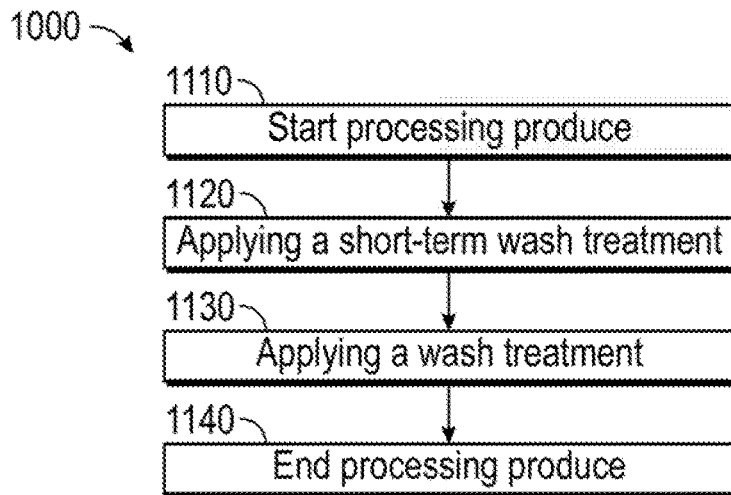 1000
1110
Start processing produce
1120
Applying a short-term wash treatment
1130
Applying a wash treatment
1140
End processing produce